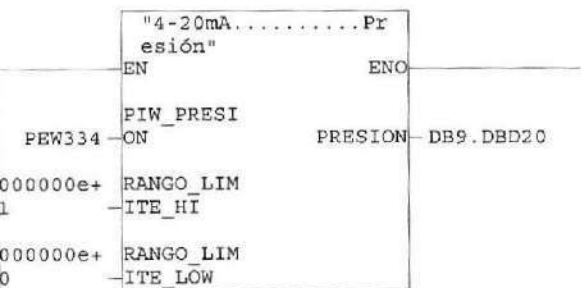 "4-20mA..........Pr
esión"
EN ENO
PIW_PRESI
PEW334 ON PRESION DB9.DBD20
000000e+ RANGO_LIM
1 ITE_HI
000000e+ RANGO_LIM
0 ITE_LOW